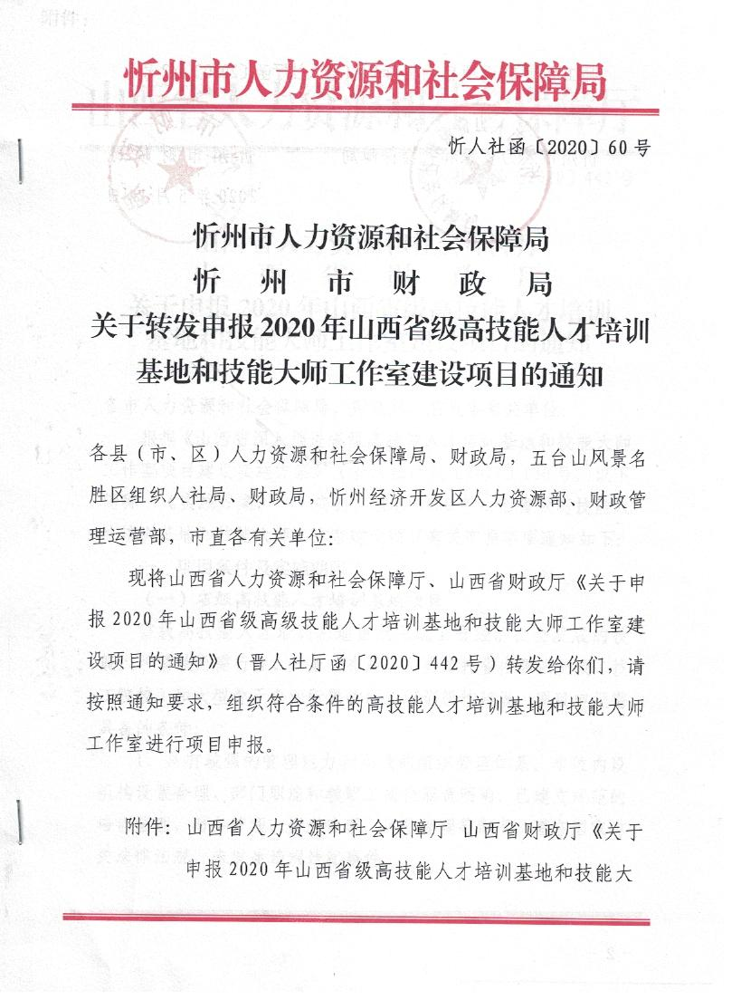 忻州市人力资源和社会保障局
忻人社函〔2020〕60号
忻州市人力资源和社会保障局
忻州市财政局
关于转发申报2020年山西省级高技能人才培训
基地和技能大师工作室建设项目的通知
各县（市、区）人力资源和社会保障局、财政局，五台山风景名
胜区组织人社局、财政局，忻州经济开发区人力资源部、财政管
理运营部，市直各有关单位：
现将山西省人力资源和社会保障厅、山西省财政厅《关于申
报2020年山西省级高级技能人才培训基地和技能大师工作室建
设项目的通知》（晋人社厅函〔2020〕442号）转发给你们，请
按照通知要求，组织符合条件的高技能人才培训基地和技能大师
工作室进行项目申报。
附件：山西省人力资源和社会保障厅 山西省财政厅《关于
申报2020年山西省级高技能人才培训基地和技能大